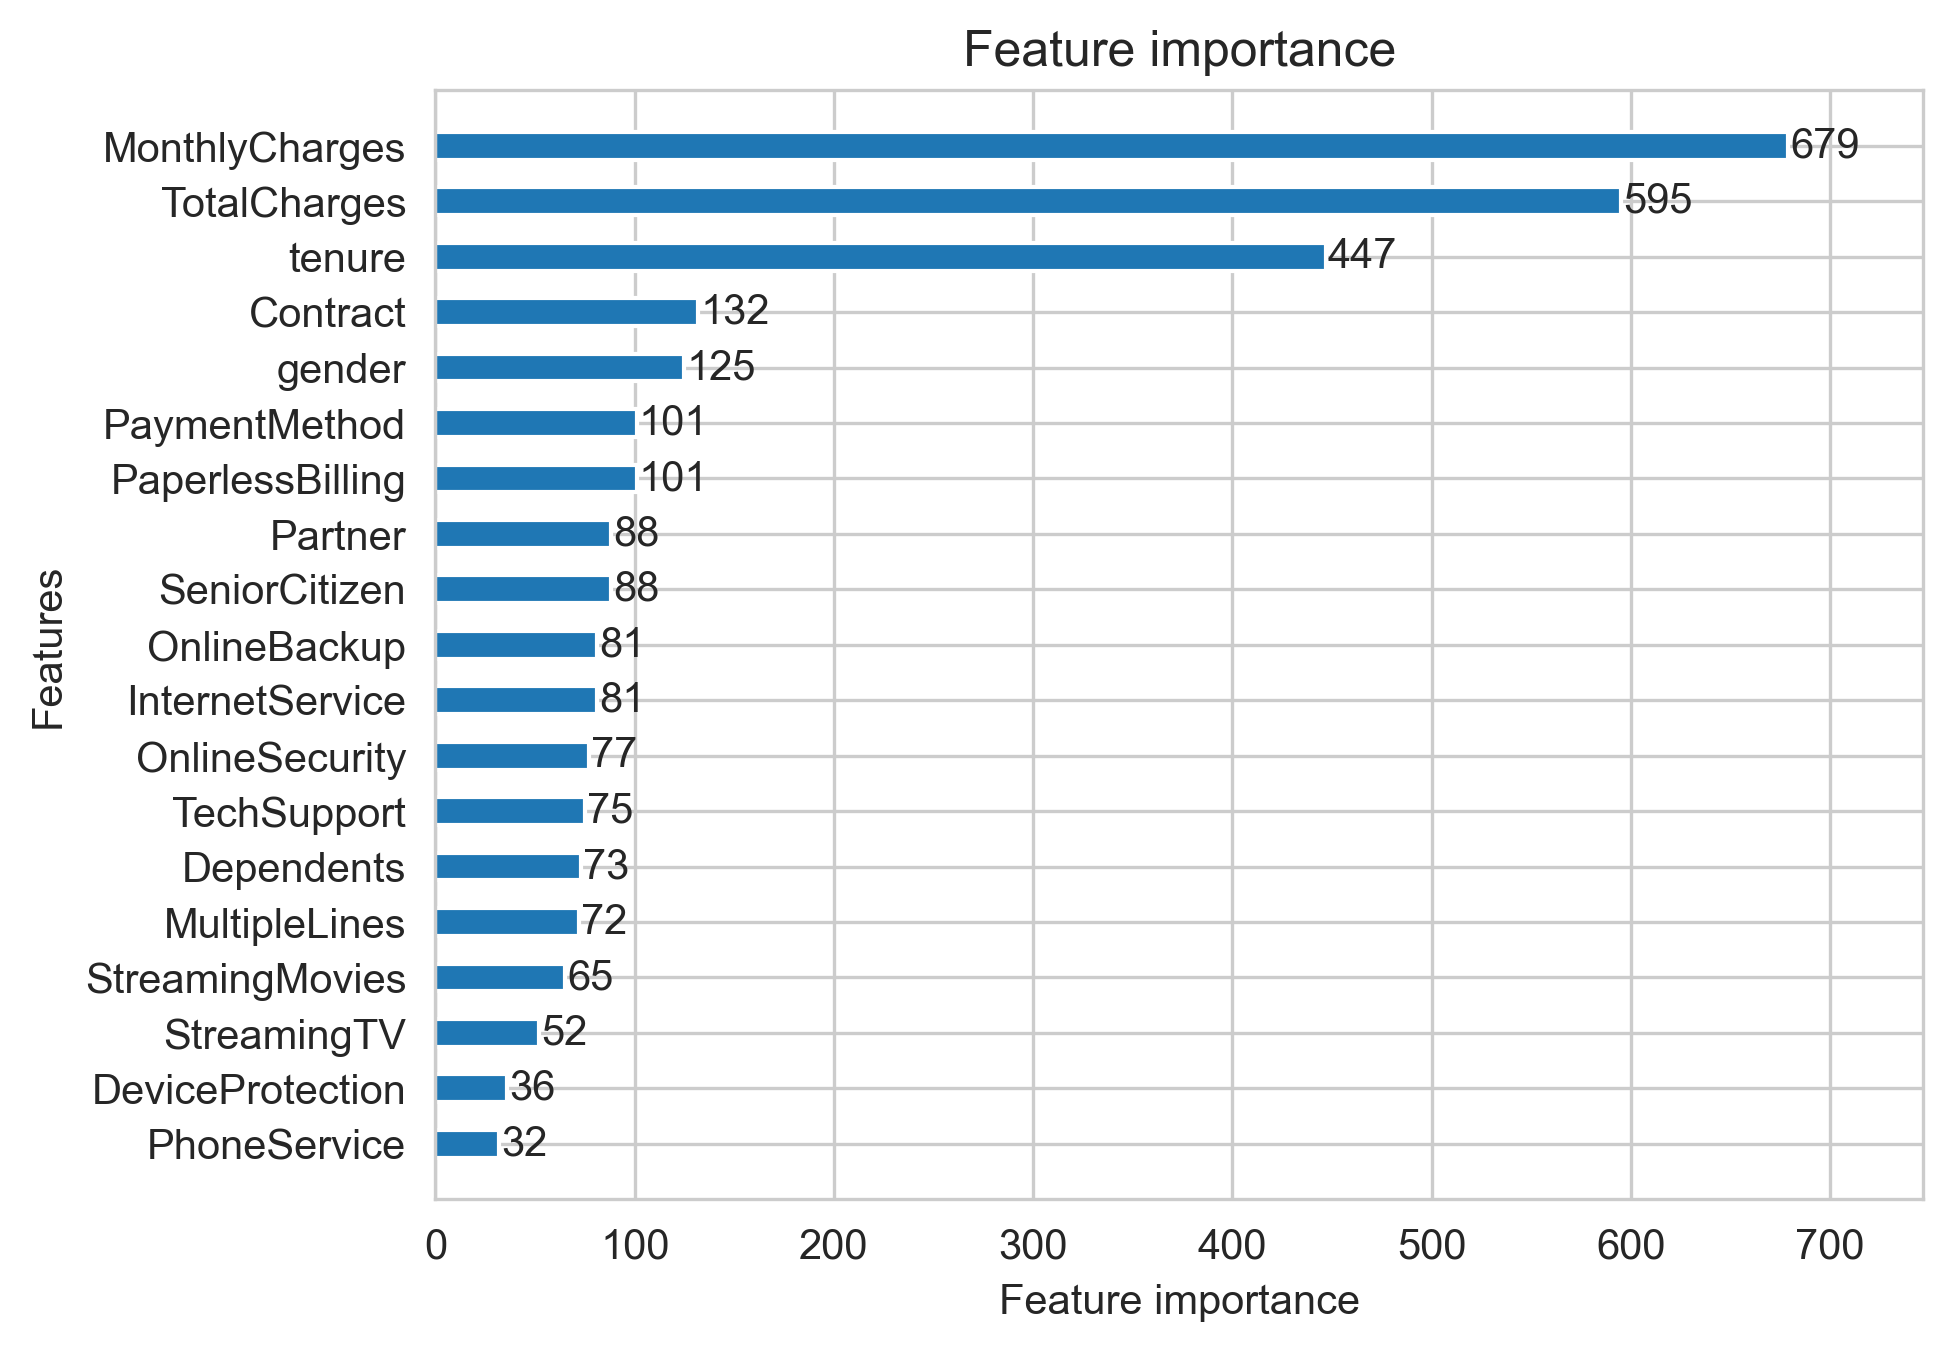 Feature importance
MonthlyCharges 679
TotalCharges 595
tenure 447
Contract 132
gender 125
PaymentMethod 101
PaperlessBilling 101
Partner 88
SeniorCitizen 88
OnlineBackup 81
InternetService 81
OnlineSecurity 77
TechSupport 75
Dependents 73
MultipleLines 72
StreamingMovies 65
StreamingTV 52
DeviceProtection 36
PhoneService 32
Features
0 100 200 300 400 500 600 700
Feature importance